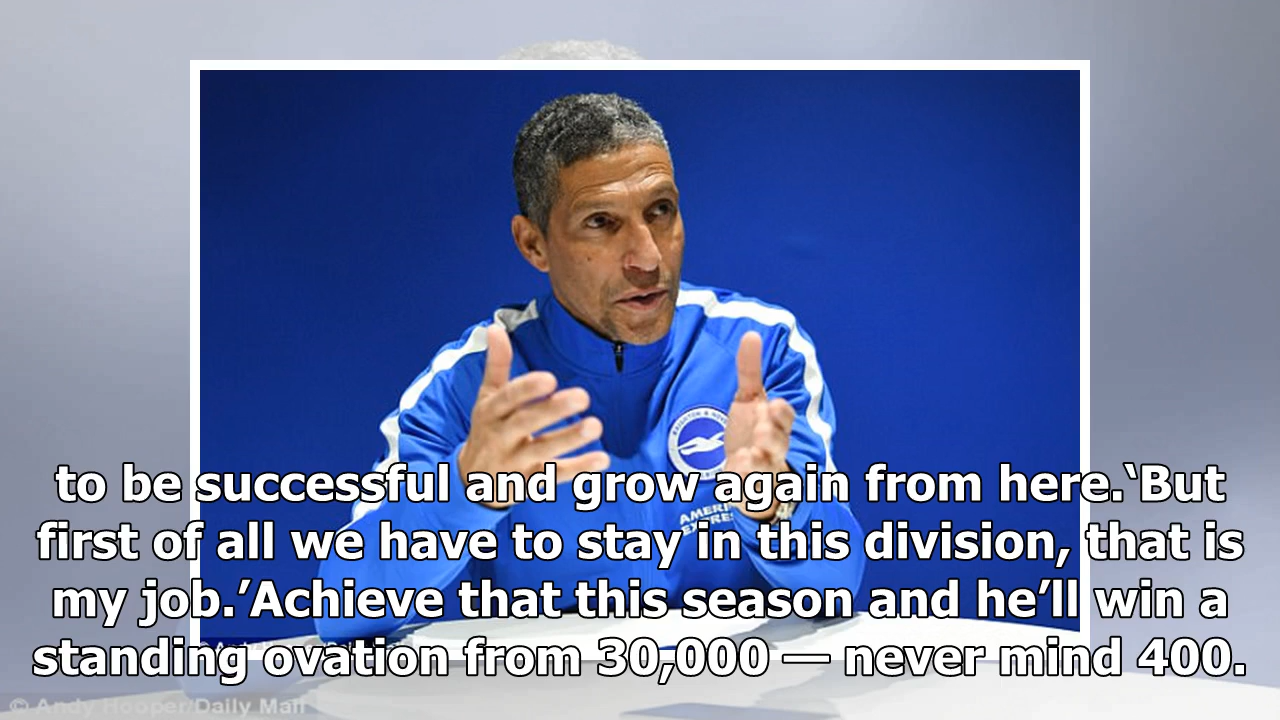 to be successful and grow again from here.‘But
first of all we have to stay in this division, that is
my job.’Achieve that this season and he’ll win a
standing ovation from 30,000 — never mind 400.
AMERI
© Andy Hooper/Daily Mail